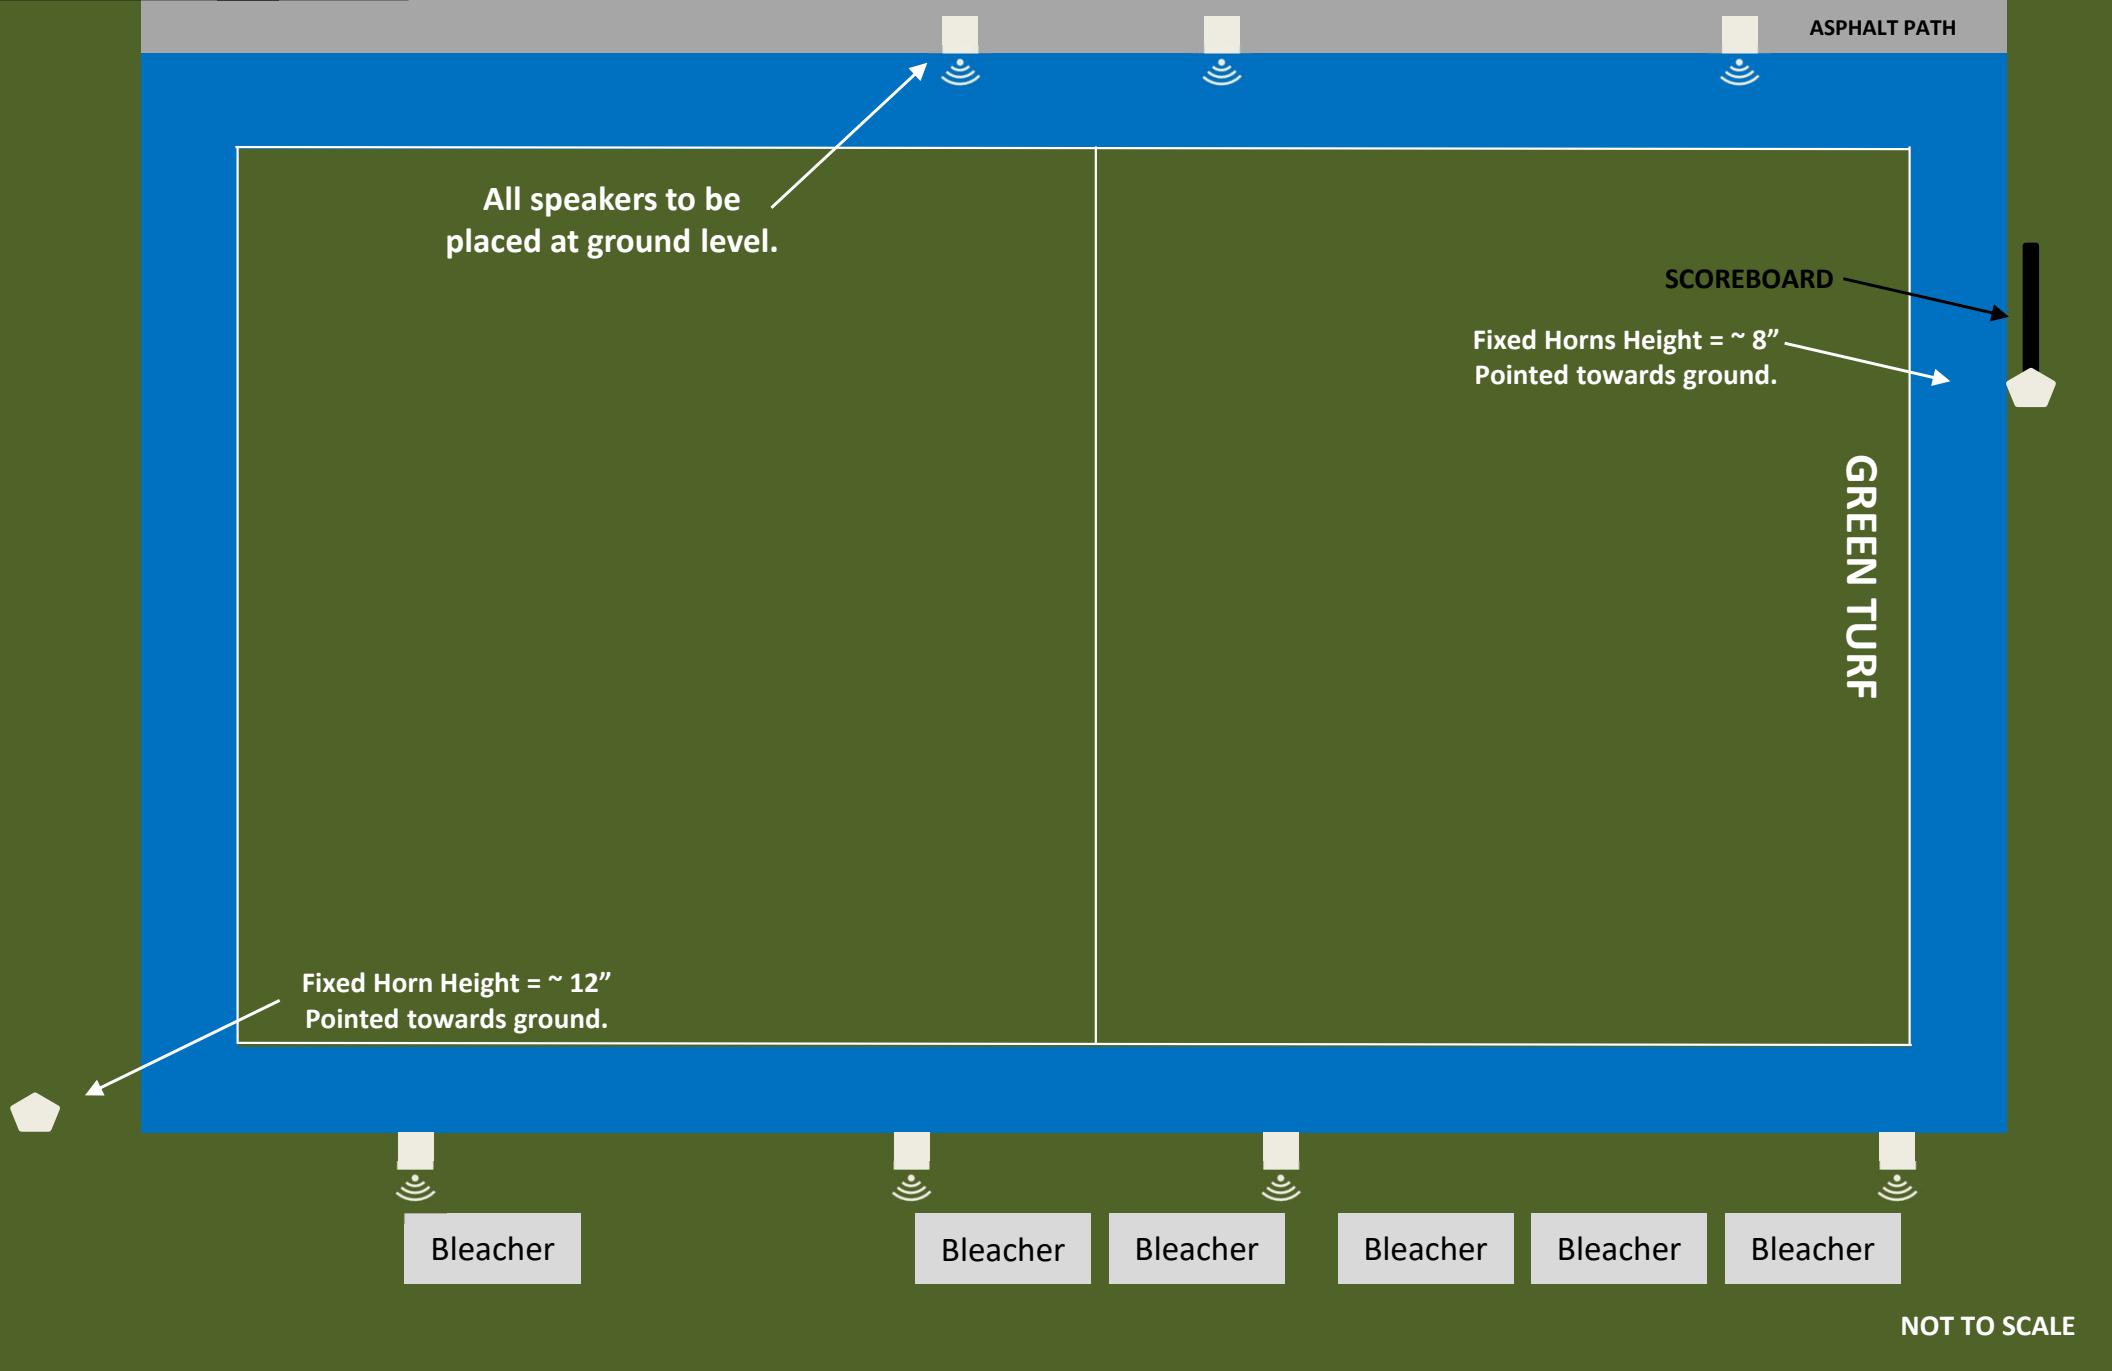 ASPHALT PATH
All speakers to be
placed at ground level.
SCOREBOARD
Fixed Horns Height = ~ 8”
Pointed towards ground.
GREEN TURF
Fixed Horn Height = ~ 12”
Pointed towards ground.
Bleacher
Bleacher
Bleacher
Bleacher
Bleacher
Bleacher
NOT TO SCALE